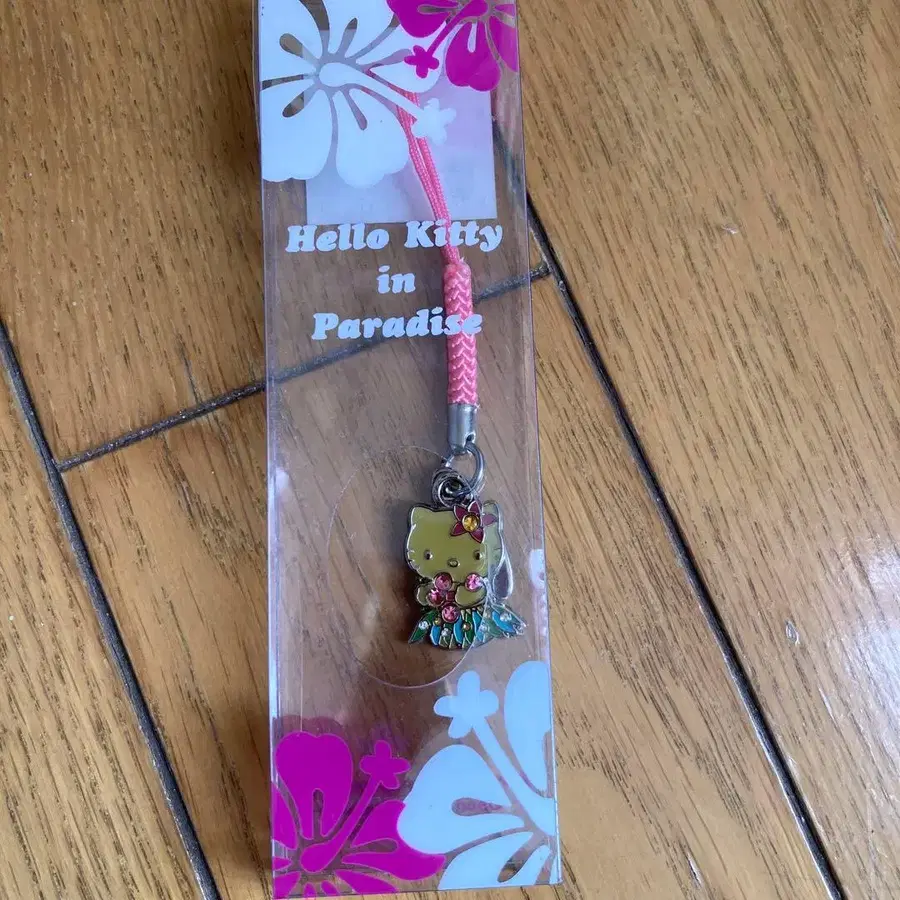 Hello Kitty
in
Paradise